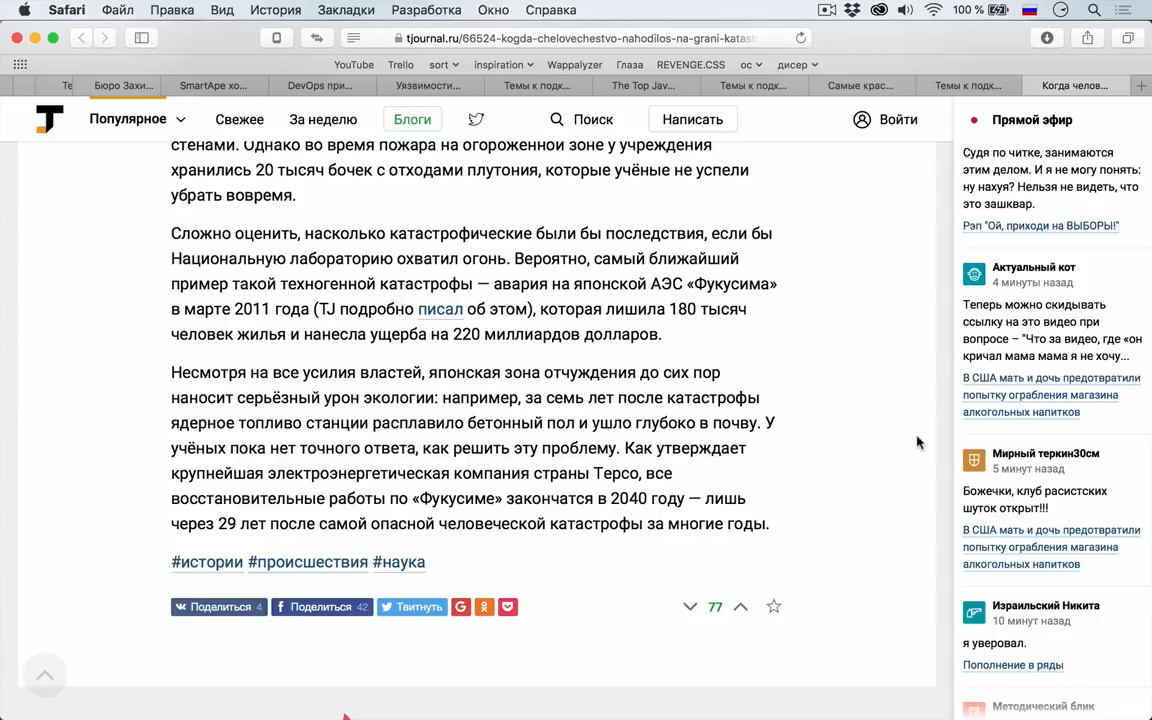 Safari Файл Правка Вид История Закладки Разработка Окно Справка 100 %
tjournal.ru/66524-kogda-chelovechestvo-nahodilos-na-grani-katast
YouTube Trello sort inspiration Wappalyzer Глаза REVENGE.CSS ос дисер
Те Бюро Захи... SmartApe хо... DevOps при... Уязвимости... Темы к подк... The Top Jav... Темы к подк... Самые крас... Темы к подк... Когда челов...
Популярное Свежее За неделю Блоги Поиск Написать Войти
стенами. Однако во время пожара на огороженной зоне у учреждения
хранились 20 тысяч бочек с отходами плутония, которые учёные не успели
убрать вовремя.
Сложно оценить, насколько катастрофические были бы последствия, если бы
Национальную лабораторию охватил огонь. Вероятно, самый ближайший
пример такой техногенной катастрофы — авария на японской АЭС «Фукусима»
в марте 2011 года (TJ подробно писал об этом), которая лишила 180 тысяч
человек жилья и нанесла ущерба на 220 миллиардов долларов.
Несмотря на все усилия властей, японская зона отчуждения до сих пор
наносит серьёзный урон экологии: например, за семь лет после катастрофы
ядерное топливо станции расплавило бетонный пол и ушло глубоко в почву. У
учёных пока нет точного ответа, как решить эту проблему. Как утверждает
крупнейшая электроэнергетическая компания страны Терсо, все
восстановительные работы по «Фукусиме» закончатся в 2040 году — лишь
через 29 лет после самой опасной человеческой катастрофы за многие годы.
#истории #происшествия #наука
Поделиться 4 Поделиться 42 Твитнуть 77
Прямой эфир
Судя по читке, занимаются
этим делом. И я не могу понять:
ну нахуя? Нельзя не видеть, что
это зашквар.
Рэп "Ой, приходи на ВЫБОРЫ!"
Актуальный кот
4 минуты назад
Теперь можно скидывать
ссылку на это видео при
вопросе – "Что за видео, где «он
кричал мама мама я не хочу...
В США мать и дочь предотвратили
попытку ограбления магазина
алкогольных напитков
Мирный теркин30см
5 минут назад
Божечки, клуб расистских
шуток открыт!!!
В США мать и дочь предотвратили
попытку ограбления магазина
алкогольных напитков
Израильский Никита
10 минут назад
я уверовал.
Пополнение в ряды
Методический блик